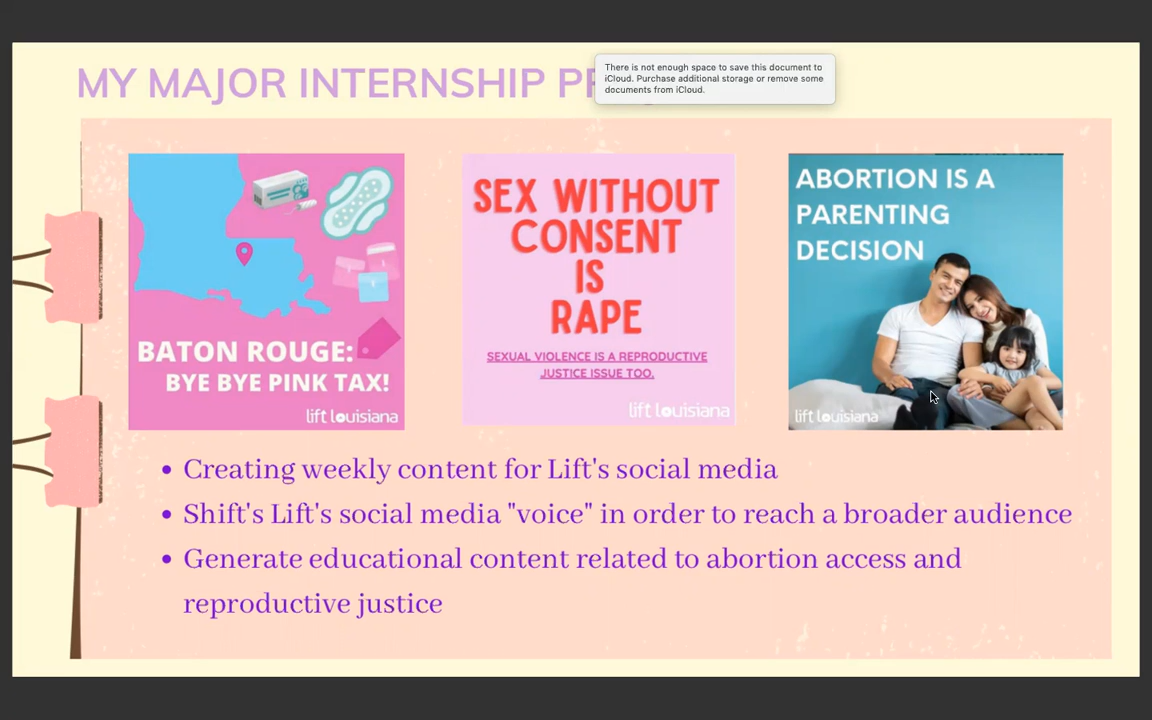 MY MAJOR INTERNSHIP
There is not enough space to save this document to
iCloud. Purchase additional storage or remove some
documents from iCloud.
BATON ROUGE:
BYE BYE PINK TAX!
lift louisiana
SEX WITHOUT
CONSENT
IS
RAPE
SEXUAL VIOLENCE IS A REPRODUCTIVE
JUSTICE ISSUE TOO.
lift louisiana
ABORTION IS A
PARENTING
DECISION
lift louisiana
• Creating weekly content for Lift's social media
• Shift's Lift's social media "voice" in order to reach a broader audience
• Generate educational content related to abortion access and
reproductive justice